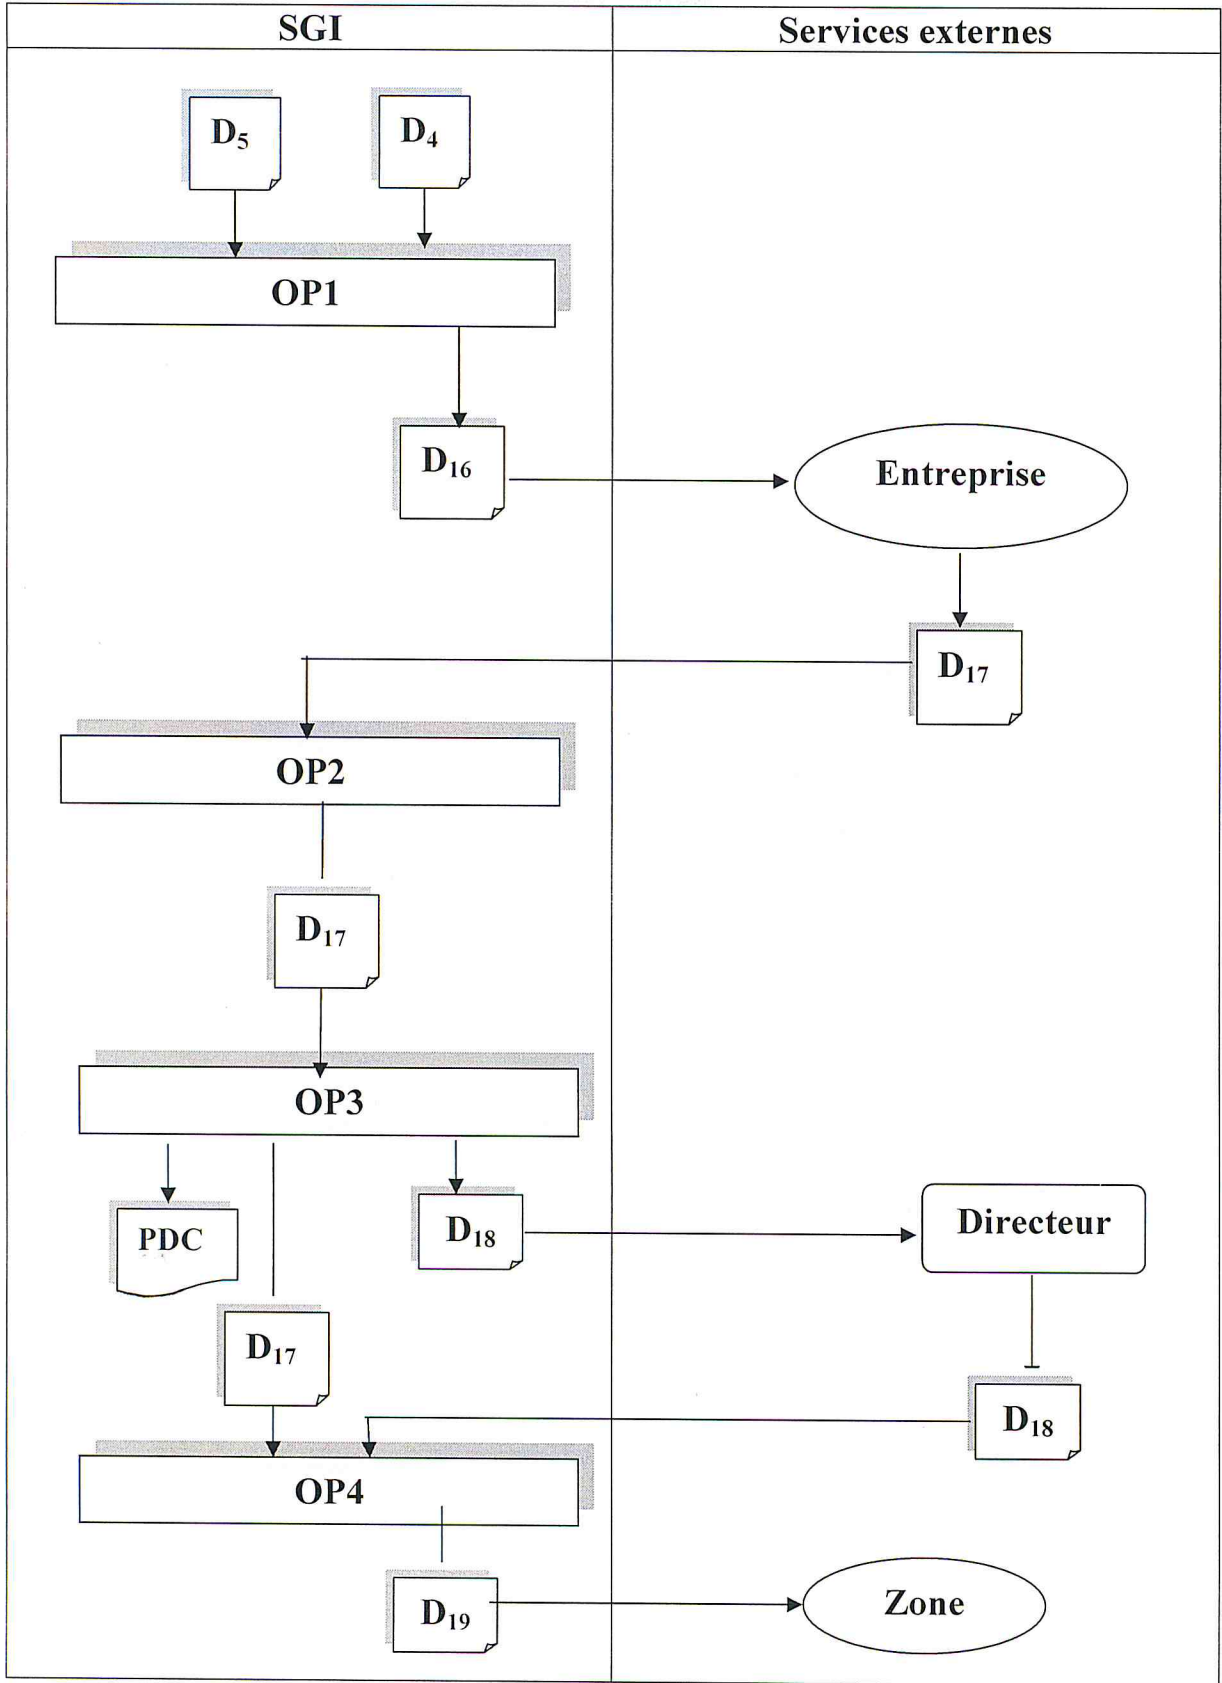 SGI
Services externes
D5
D4
OP1
D16
Entreprise
D17
OP2
D17
OP3
PDC
D18
Directeur
D17
D18
OP4
D19
Zone